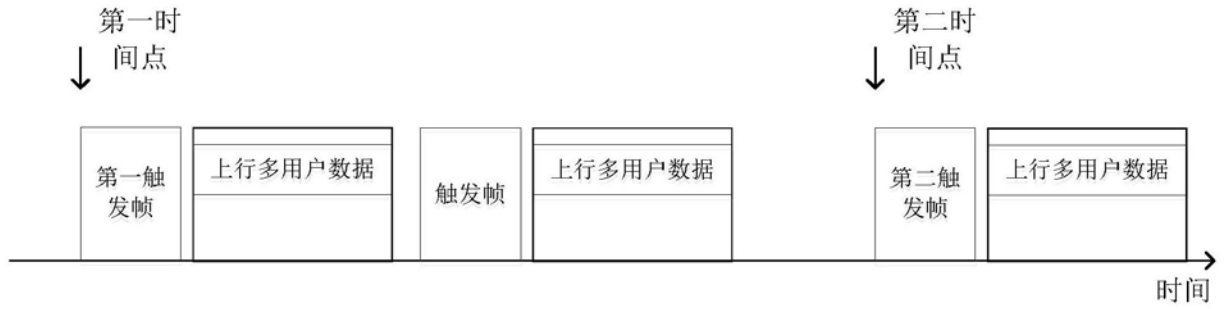 第一时
间点
第二时
间点
第一触
发帧
上行多用户数据
触发帧
上行多用户数据
第二触
发帧
上行多用户数据
时间